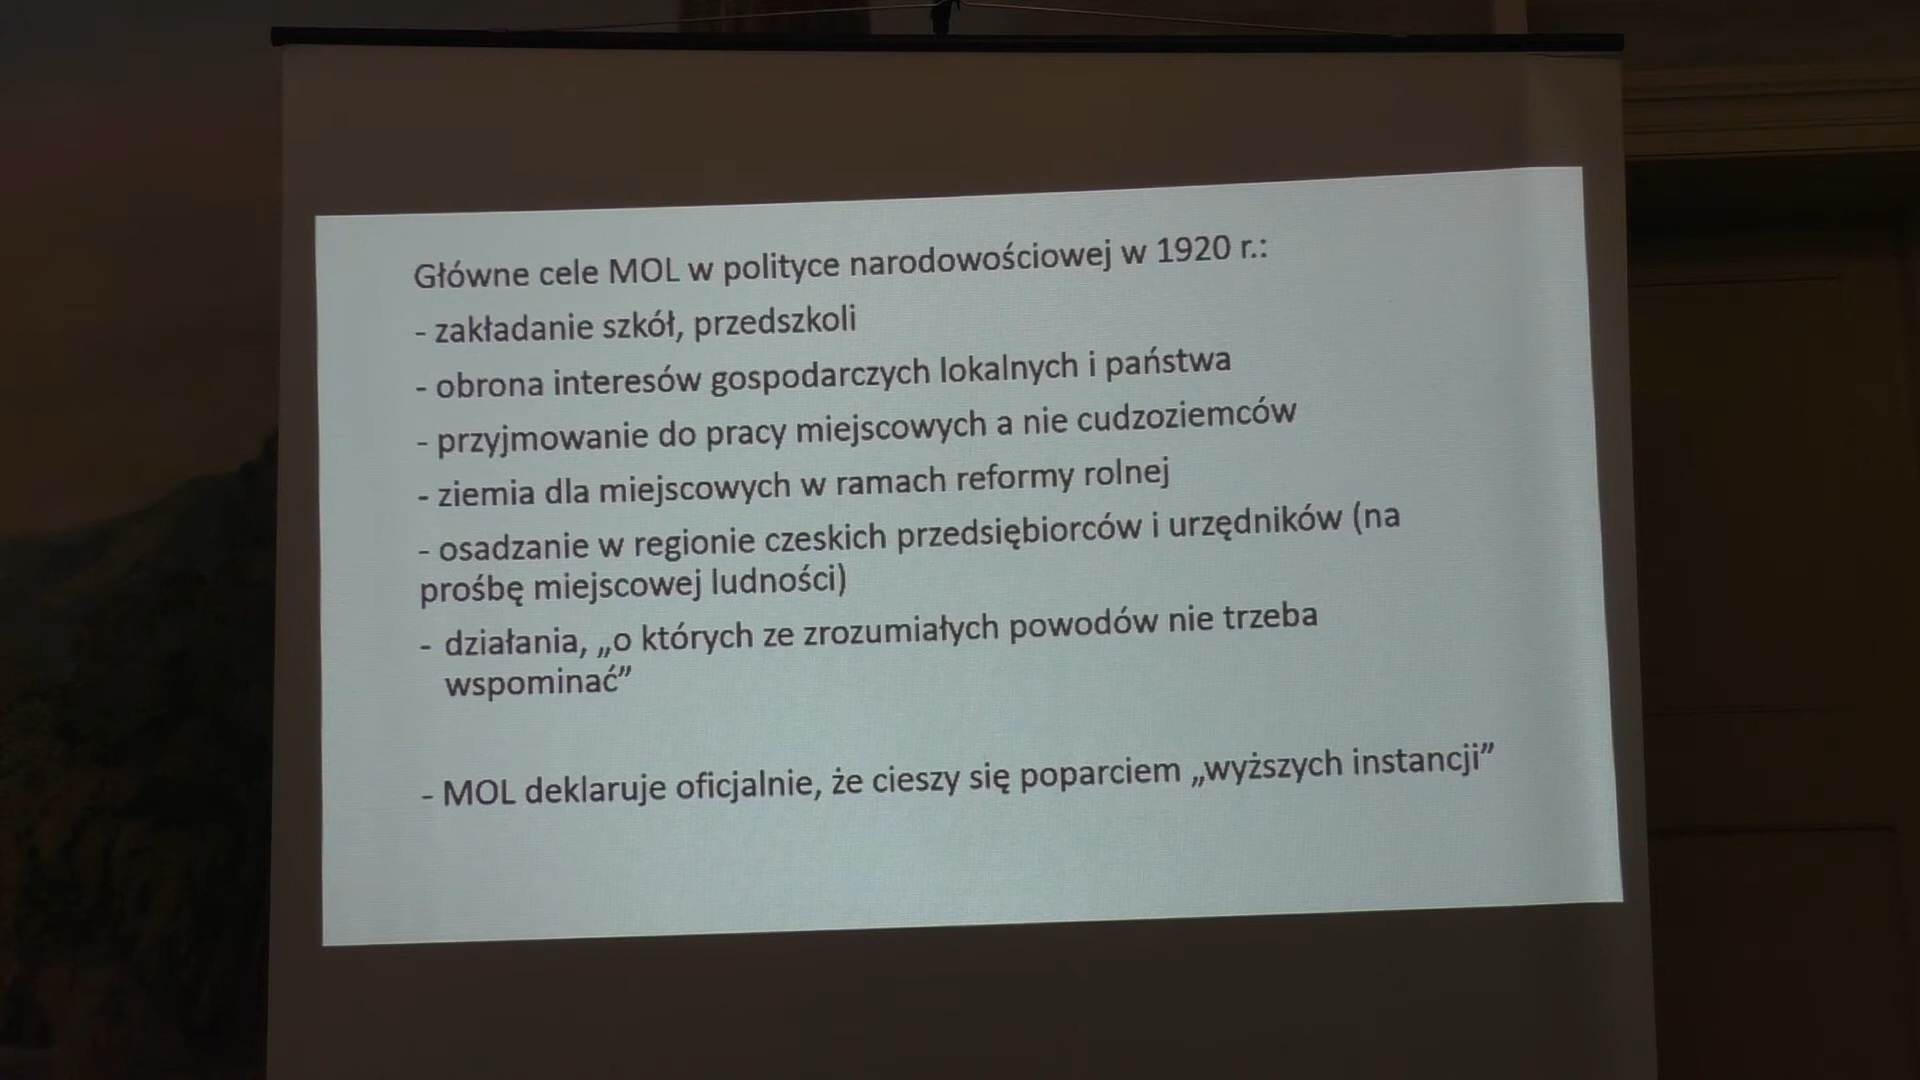 Główne cele MOL w polityce narodowościowej w 1920 r.:
- zakładanie szkół, przedszkoli
- obrona interesów gospodarczych lokalnych i państwa
- przyjmowanie do pracy miejscowych a nie cudzoziemców
- ziemia dla miejscowych w ramach reformy rolnej
- osadzanie w regionie czeskich przedsiębiorców i urzędników (na
prośbę miejscowej ludności)
- działania, „o których ze zrozumiałych powodów nie trzeba
wspominać”
- MOL deklaruje oficjalnie, że cieszy się poparciem „wyższych instancji”